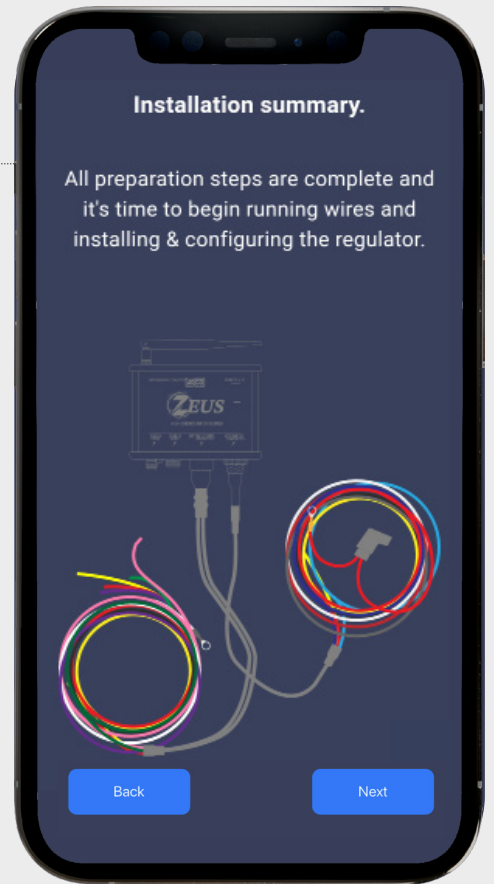 Installation summary.
All preparation steps are complete and
it's time to begin running wires and
installing & configuring the regulator.
ZEUS
Back
Next